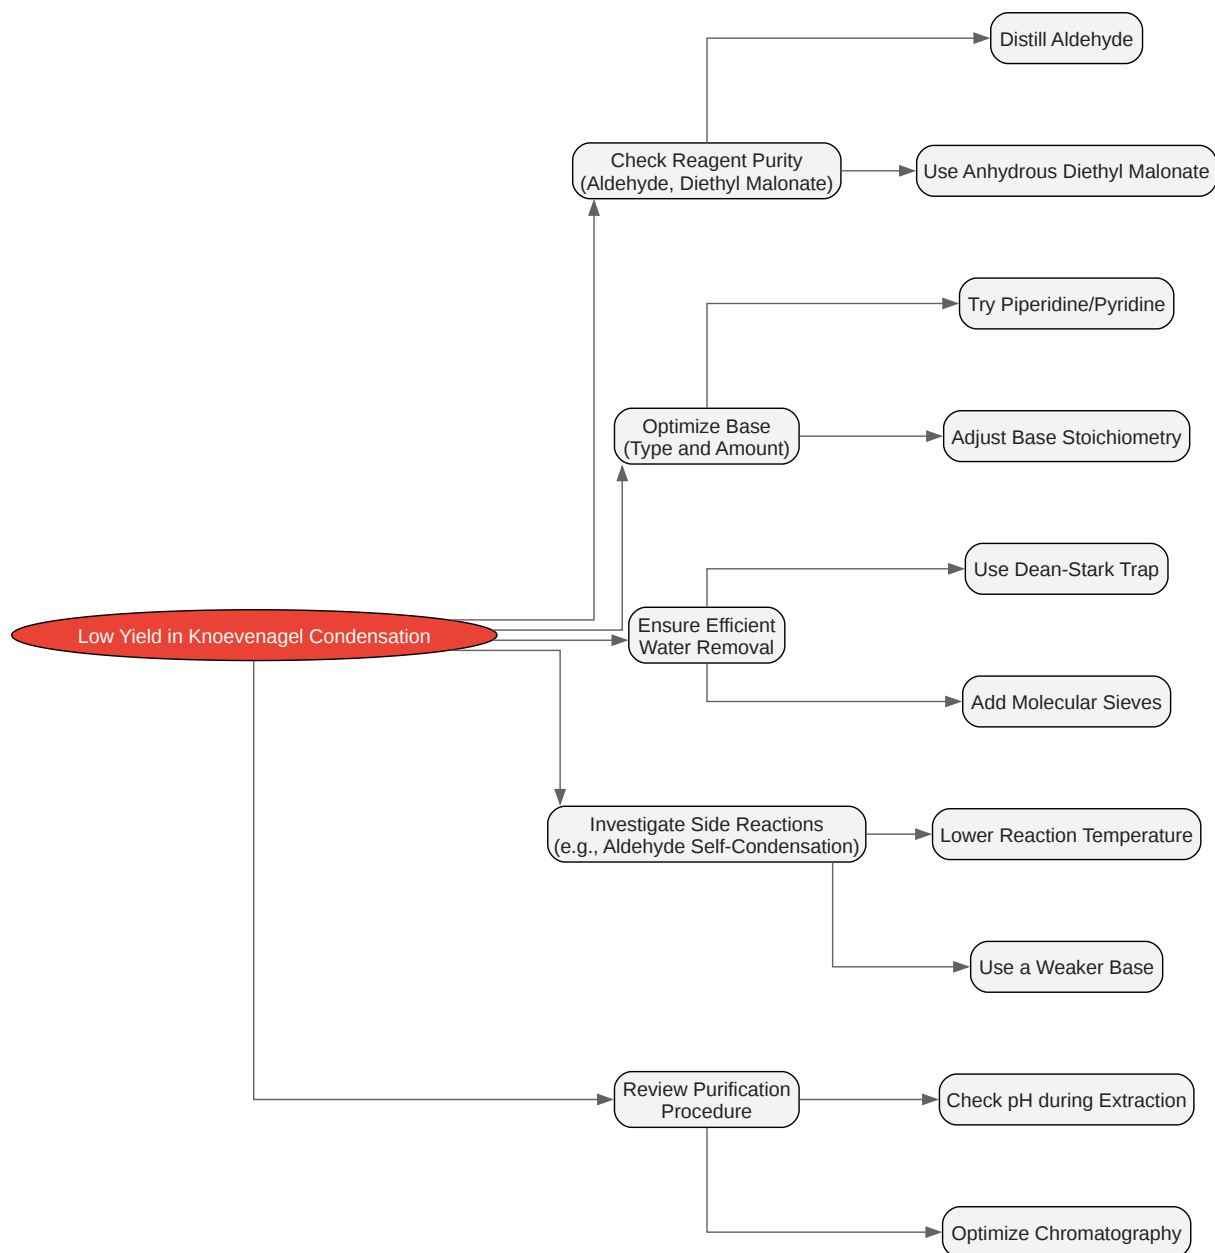 Distill Aldehyde
Check Reagent Purity
(Aldehyde, Diethyl Malonate)
Use Anhydrous Diethyl Malonate
Try Piperidine/Pyridine
Optimize Base
(Type and Amount)
Adjust Base Stoichiometry
Use Dean-Stark Trap
Low Yield in Knoevenagel Condensation
Ensure Efficient
Water Removal
Add Molecular Sieves
Investigate Side Reactions
(e.g., Aldehyde Self-Condensation)
Lower Reaction Temperature
Use a Weaker Base
Review Purification
Procedure
Check pH during Extraction
Optimize Chromatography